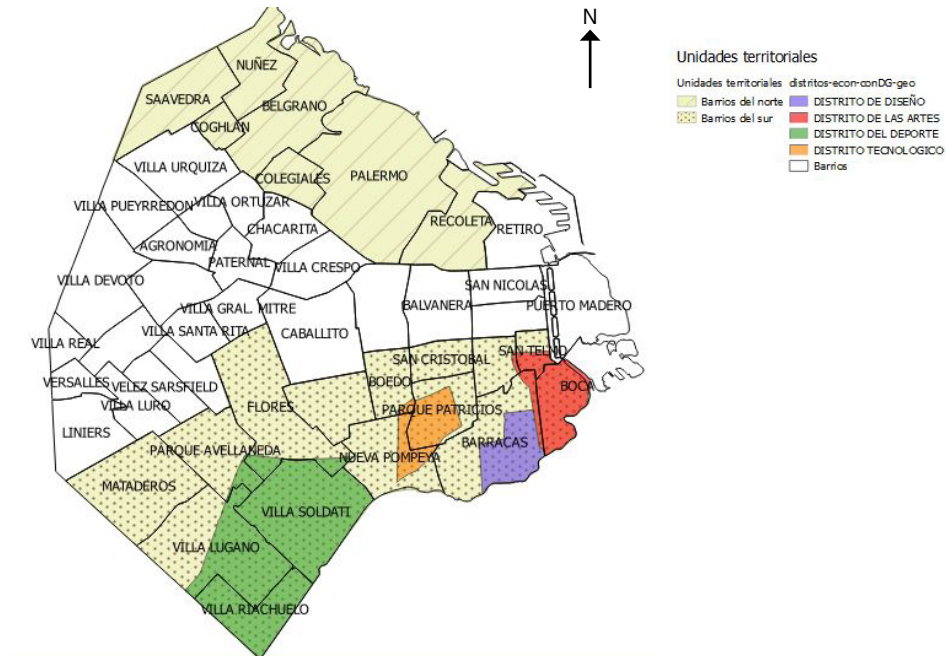 N
Unidades territoriales
Unidades territoriales distritos-econ-conDG-geo
Barrios del norte
Barrios del sur
DISTRITO DE DISEÑO
DISTRITO DE LAS ARTES
DISTRITO DEL DEPORTE
DISTRITO TECNOLOGICO
Barrios
NUÑEZ
SAAVEDRA
BELGRANO
COGHLAN
VILLA URQUIZA
COLEGIALES
PALERMO
VILLA PUEYRREDON
VILLA ORTUZAR
CHACARITA
RECOLETA
RETIRO
AGRONOMIA
PATERNAL
VILLA CRESPO
VILLA DEVOTO
SAN NICOLAS
VILLA GRAL. MITRE
BALVANERA
PUERTO MADERO
VILLA SANTA RITA
CABALLITO
VILLA REAL
SAN TELMO
SAN CRISTOBAL
VERSALLES
VELEZ SARSFIELD
BOEDO
BOCA
VILLA LURO
FLORES
PARQUE PATRICIOS
LINIERS
BARRACAS
PARQUE AVELLANEDA
NUEVA POMPEYA
MATADEROS
VILLA SOLDATI
VILLA LUGANO
VILLA RIACHUELO